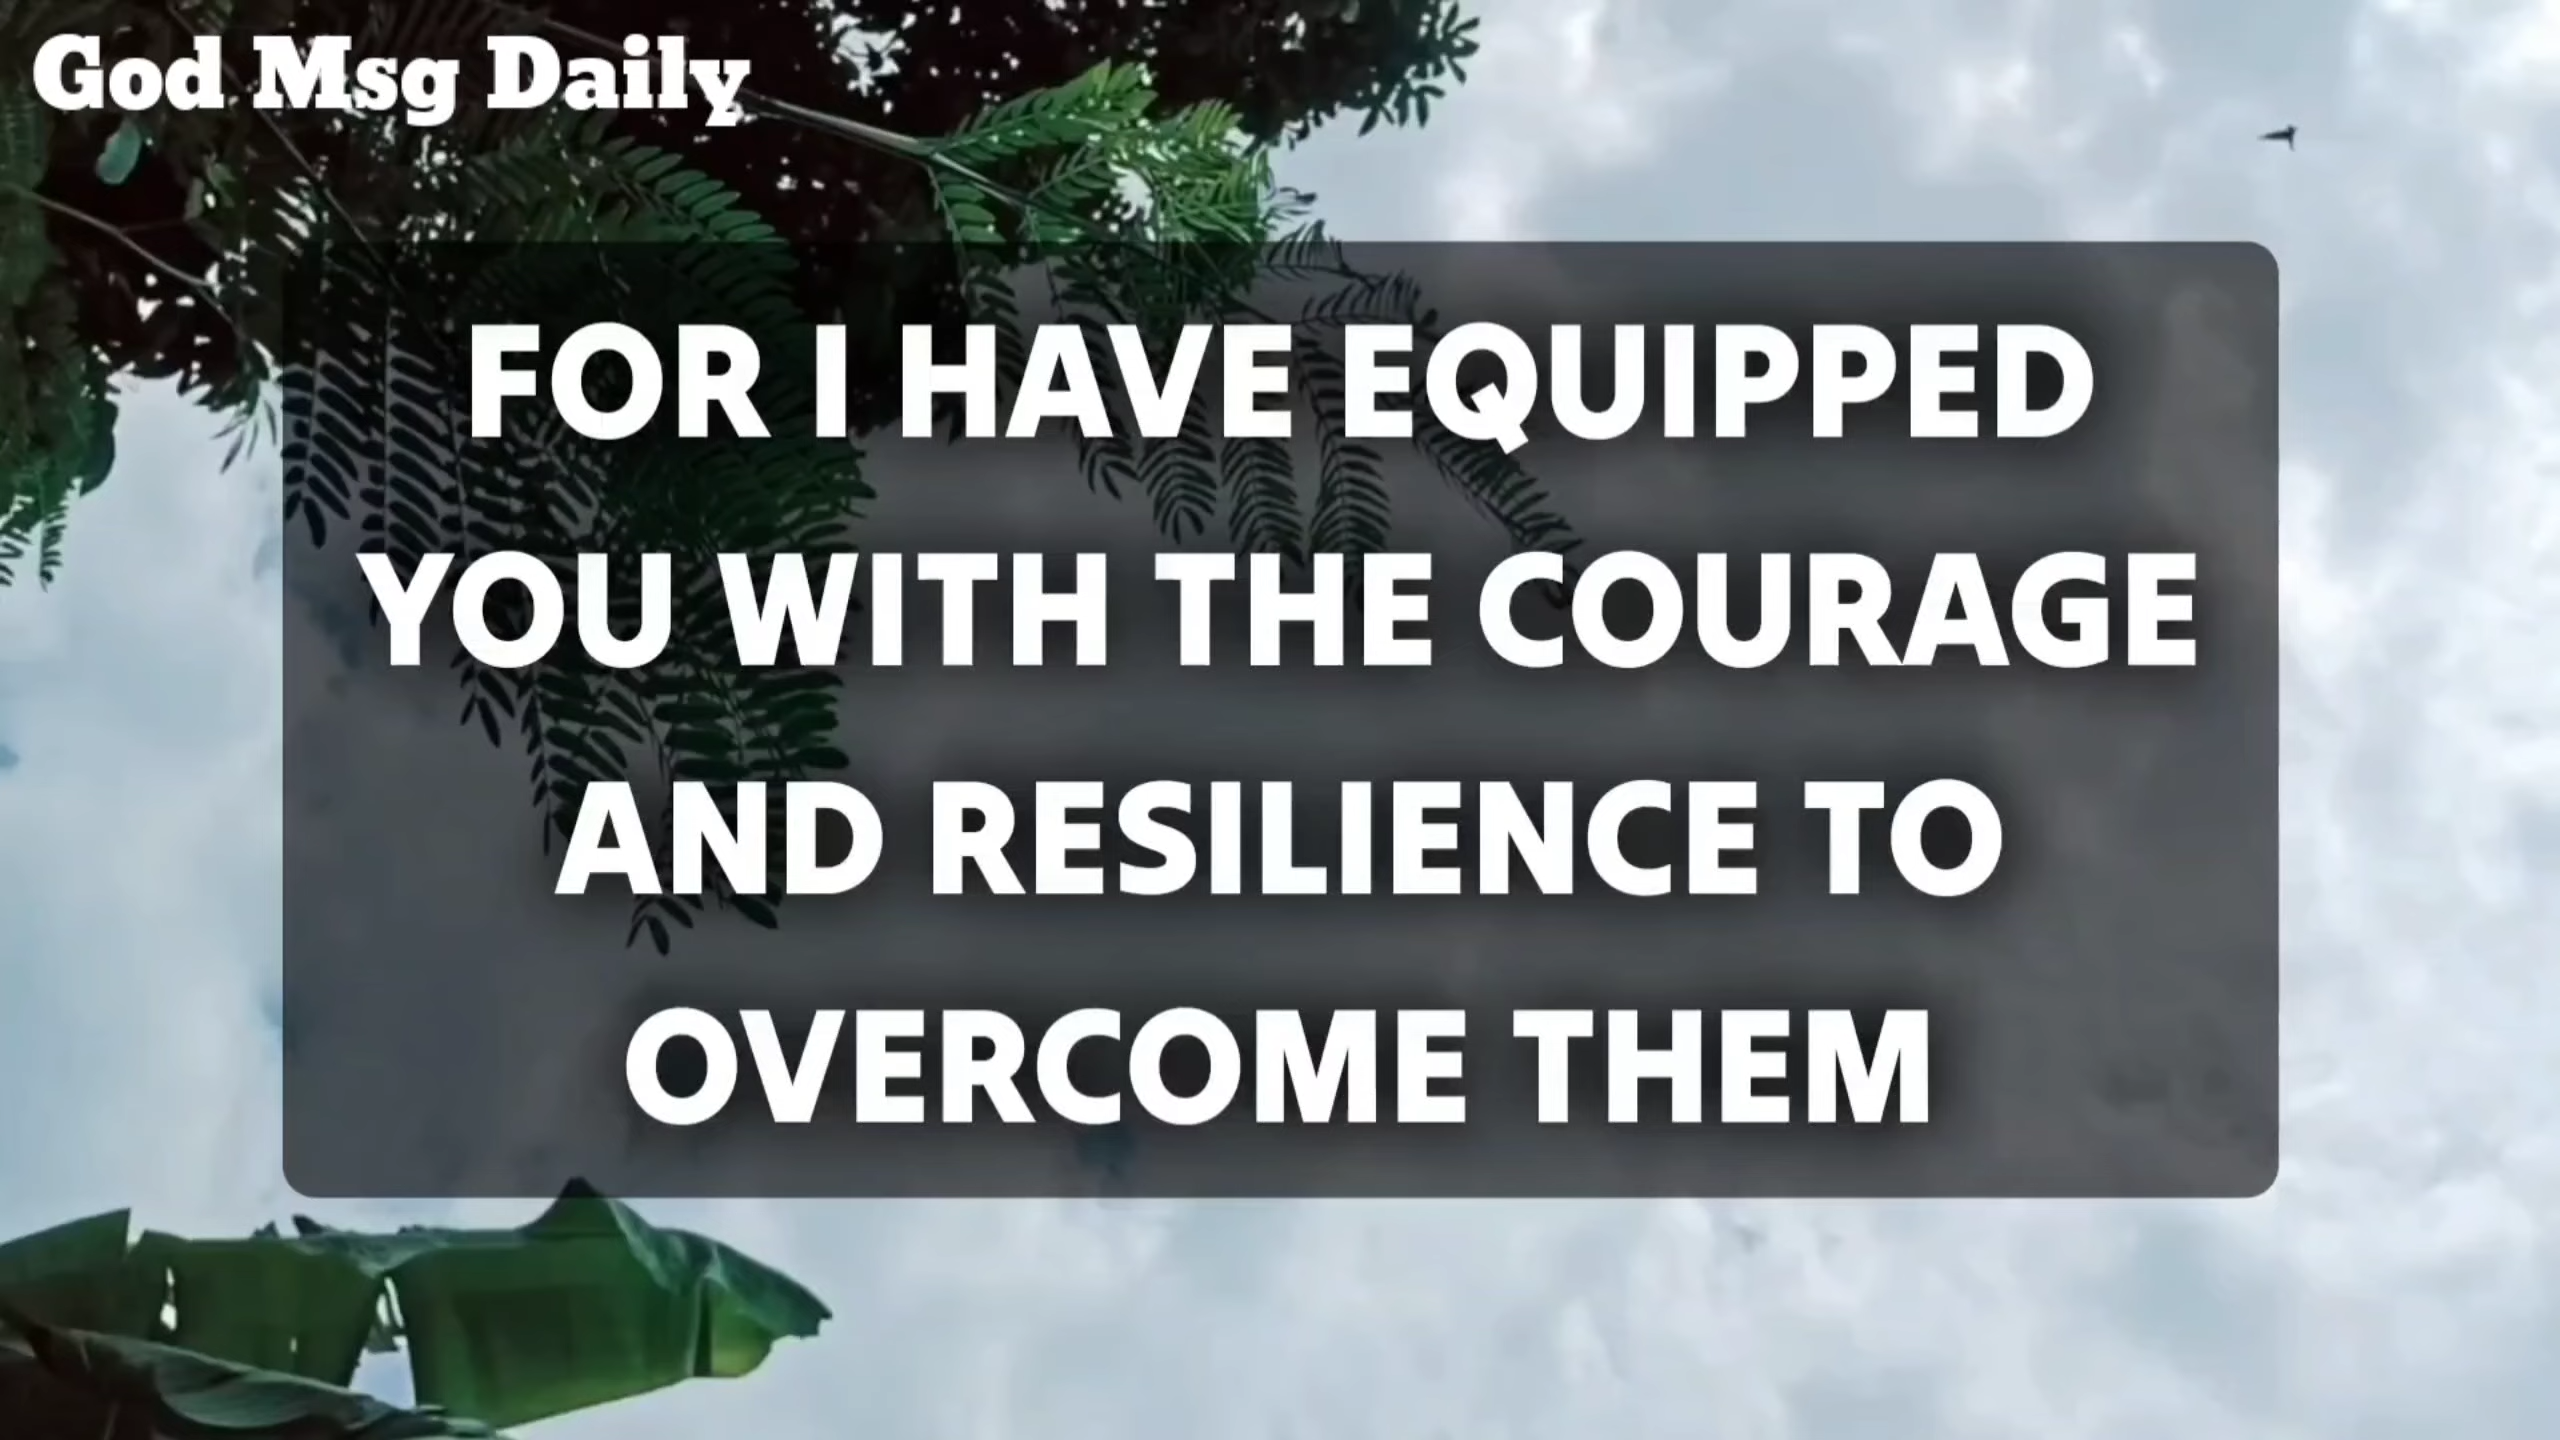 God Msg Daily
FOR I HAVE EQUIPPED
YOU WITH THE COURAGE
AND RESILIENCE TO
OVERCOME THEM